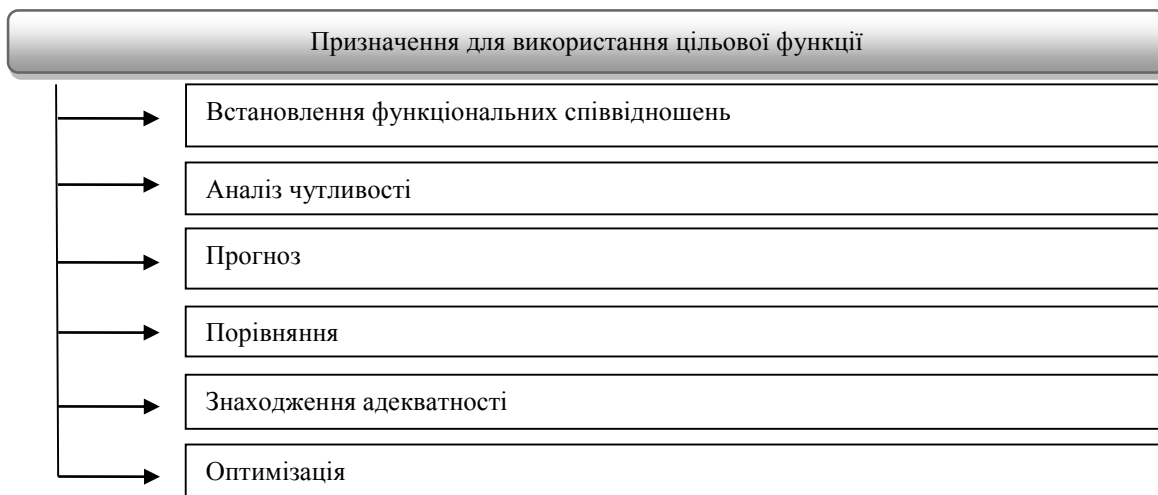 Призначення для використання цільової функції
Встановлення функціональних співвідношень
Аналіз чутливості
Прогноз
Порівняння
Знаходження адекватності
Оптимізація